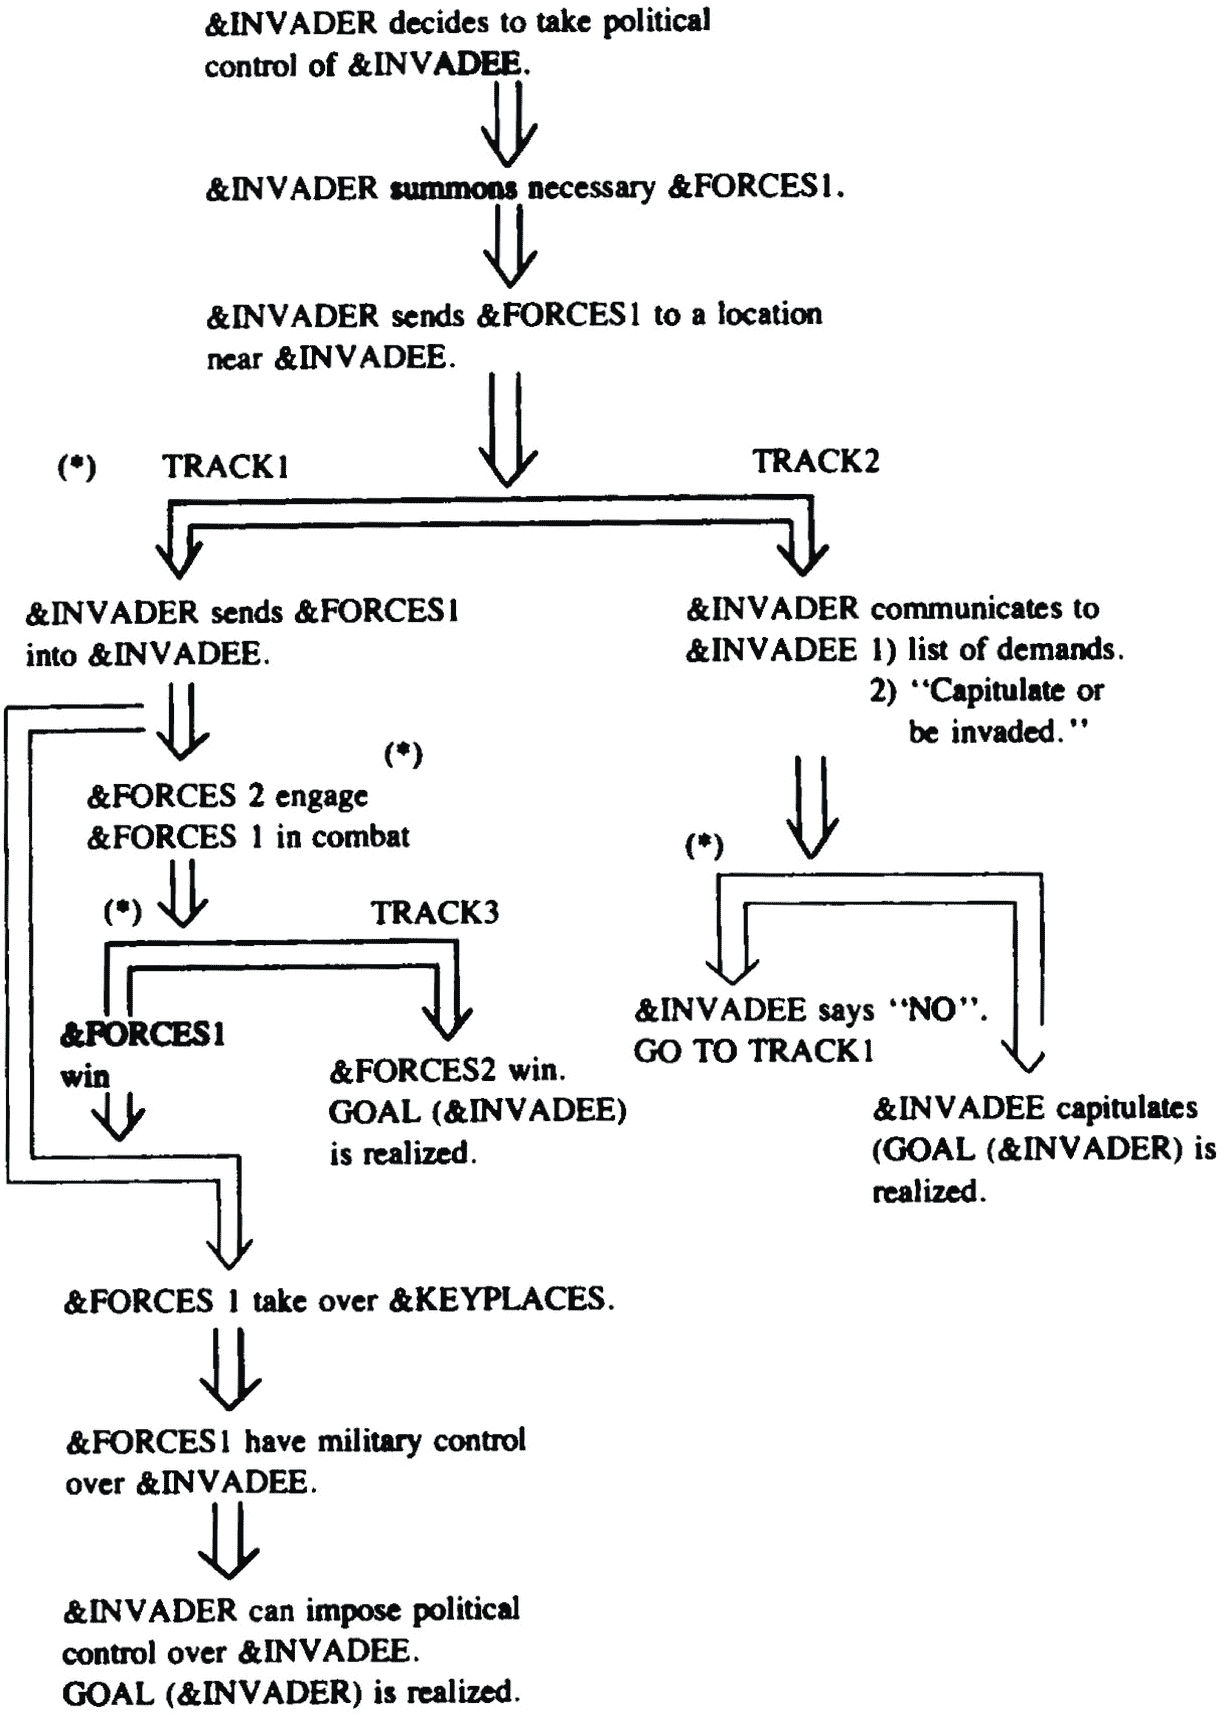 &INVADER decides to take political
control of &INVADEE.
&INVADER summons necessary &FORCES1.
&INVADER sends &FORCES1 to a location
near &INVADEE.
(*) TRACK1
TRACK2
&INVADER sends &FORCES1
into &INVADEE.
&INVADER communicates to
&INVADEE 1) list of demands.
2) “Capitulate or
be invaded.”
(*)
&FORCES 2 engage
&FORCES 1 in combat
(*)
(*)
TRACK3
&FORCES1
win
&FORCES2 win.
GOAL (&INVADEE)
is realized.
&INVADEE says “NO”.
GO TO TRACK1
&INVADEE capitulates
(GOAL (&INVADER) is
realized.
&FORCES 1 take over &KEYPLACES.
&FORCES1 have military control
over &INVADEE.
&INVADER can impose political
control over &INVADEE.
GOAL (&INVADER) is realized.